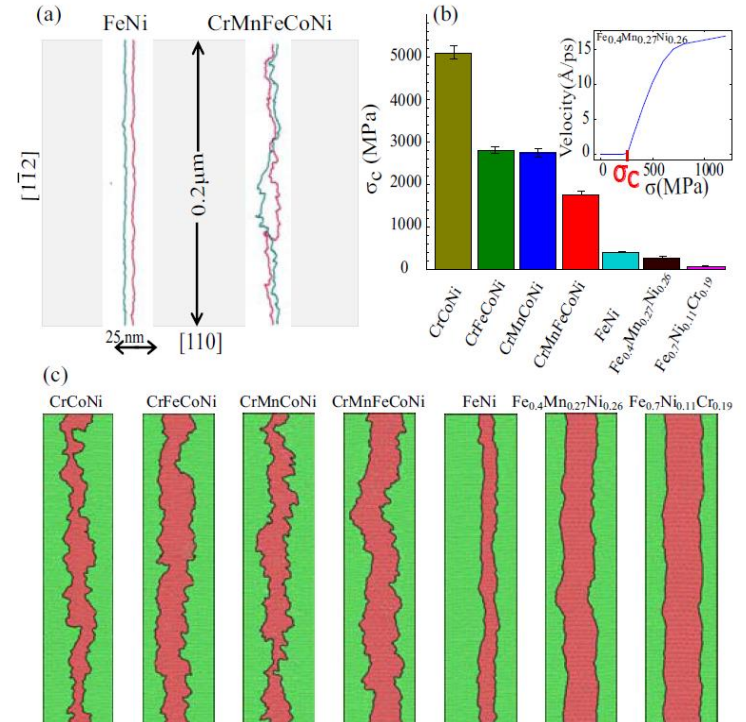 (a)
FeNi
CrMnFeCoNi
[11̅2]
0.2μm
25 nm
[110]
(b)
σc (MPa)
5000
4000
3000
2000
1000
0
CrCoNi
CrFeCoNi
CrMnCoNi
CrMnFeCoNi
FeNi
Fe0.4Mn0.27Ni0.26
Fe0.7Ni0.11Cr0.19
Fe0.4Mn0.27Ni0.26
Velocity(Å/ps)
15
10
5
0
0
500
1000
σc
σ(MPa)
(c)
CrCoNi
CrFeCoNi
CrMnCoNi
CrMnFeCoNi
FeNi
Fe0.4Mn0.27Ni0.26
Fe0.7Ni0.11Cr0.19